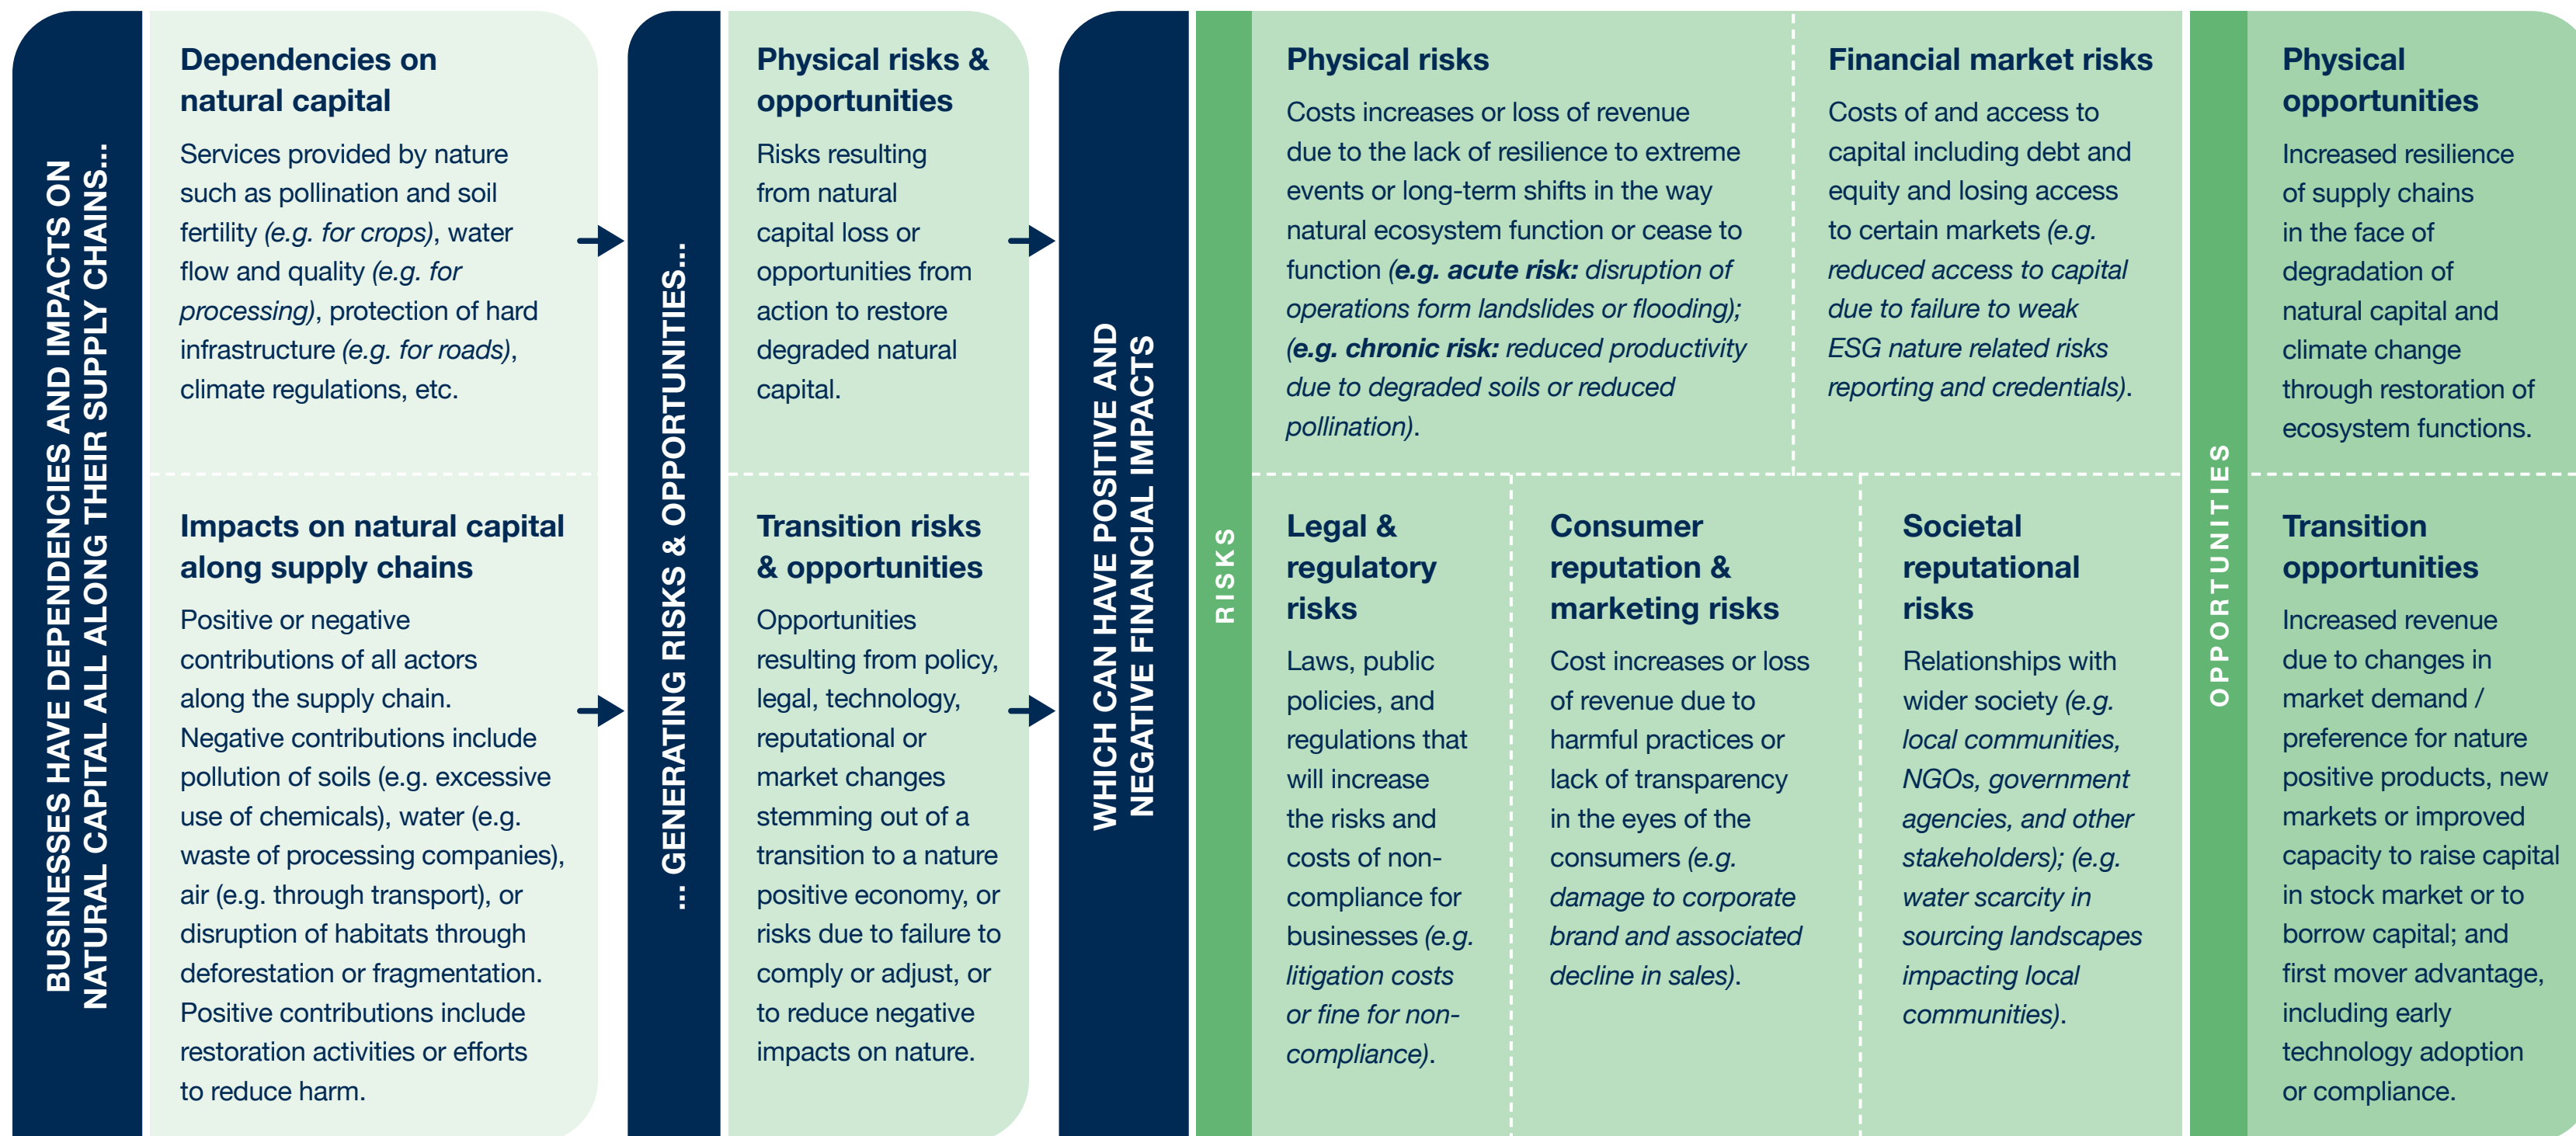 BUSINESSES HAVE DEPENDENCIES AND IMPACTS ON
NATURAL CAPITAL ALL ALONG THEIR SUPPLY CHAINS...
Dependencies on
natural capital
Services provided by nature
such as pollination and soil
fertility (e.g. for crops), water
flow and quality (e.g. for
processing), protection of hard
infrastructure (e.g. for roads),
climate regulations, etc.
Impacts on natural capital
along supply chains
Positive or negative
contributions of all actors
along the supply chain.
Negative contributions include
pollution of soils (e.g. excessive
use of chemicals), water (e.g.
waste of processing companies),
air (e.g. through transport), or
disruption of habitats through
deforestation or fragmentation.
Positive contributions include
restoration activities or efforts
to reduce harm.
... GENERATING RISKS & OPPORTUNITIES...
Physical risks &
opportunities
Risks resulting
from natural
capital loss or
opportunities from
action to restore
degraded natural
capital.
Transition risks
& opportunities
Opportunities
resulting from policy,
legal, technology,
reputational or
market changes
stemming out of a
transition to a nature
positive economy, or
risks due to failure to
comply or adjust, or
to reduce negative
impacts on nature.
WHICH CAN HAVE POSITIVE AND
NEGATIVE FINANCIAL IMPACTS
RISKS
Physical risks
Costs increases or loss of revenue
due to the lack of resilience to extreme
events or long-term shifts in the way
natural ecosystem function or cease to
function (e.g. acute risk: disruption of
operations form landslides or flooding);
(e.g. chronic risk: reduced productivity
due to degraded soils or reduced
pollination).
Financial market risks
Costs of and access to
capital including debt and
equity and losing access
to certain markets (e.g.
reduced access to capital
due to failure to weak
ESG nature related risks
reporting and credentials).
Legal &
regulatory
risks
Laws, public
policies, and
regulations that
will increase
the risks and
costs of non-
compliance for
businesses (e.g.
litigation costs
or fine for non-
compliance).
Consumer
reputation &
marketing risks
Cost increases or loss
of revenue due to
harmful practices or
lack of transparency
in the eyes of the
consumers (e.g.
damage to corporate
brand and associated
decline in sales).
Societal
reputational
risks
Relationships with
wider society (e.g.
local communities,
NGOs, government
agencies, and other
stakeholders); (e.g.
water scarcity in
sourcing landscapes
impacting local
communities).
OPPORTUNITIES
Physical
opportunities
Increased resilience
of supply chains
in the face of
degradation of
natural capital and
climate change
through restoration of
ecosystem functions.
Transition
opportunities
Increased revenue
due to changes in
market demand /
preference for nature
positive products, new
markets or improved
capacity to raise capital
in stock market or to
borrow capital; and
first mover advantage,
including early
technology adoption
or compliance.